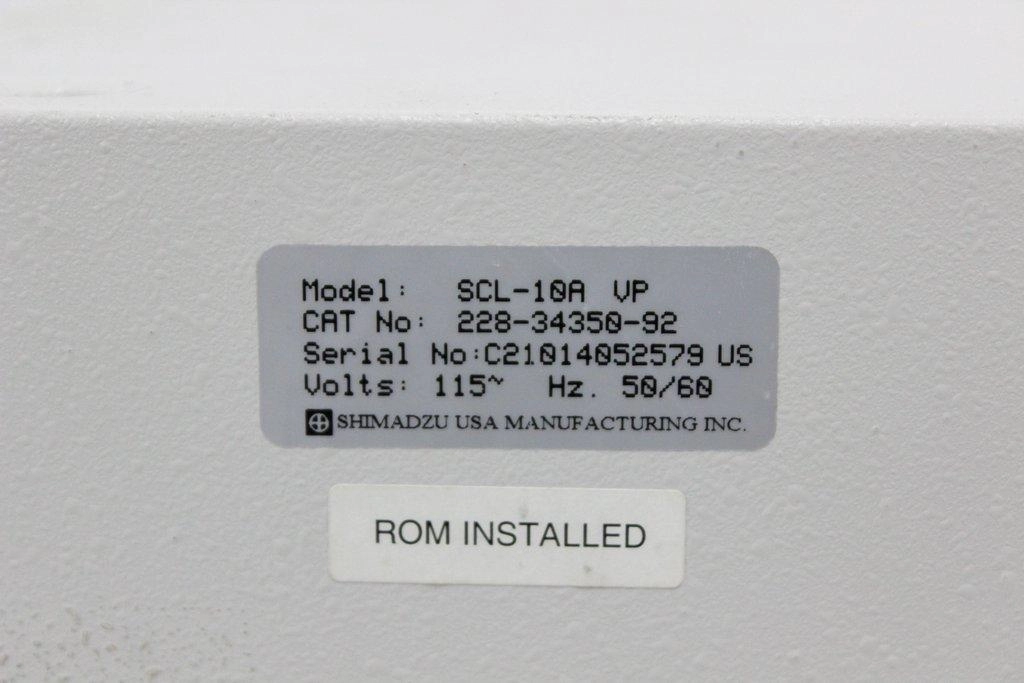 Model: SCL-10A VP
CAT No: 228-34350-92
Serial No:C21014052579 US
Volts: 115~ Hz. 50/60
SHIMADZU USA MANUFACTURING INC.
ROM INSTALLED